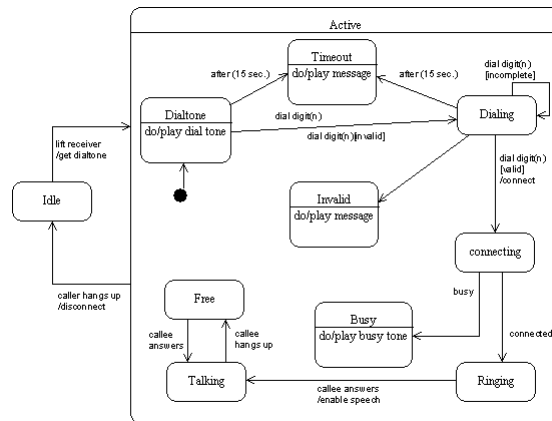 Active
Timeout
do/play message
after (15 sec.)
after (15 sec.)
dial digit(n)
[incomplete]
Dialtone
do/play dial tone
dial digit(n)
dial digit(n)[invalid]
Dialing
lift receiver
/get dialtone
dial digit(n)
[valid]
/connect
Idle
Invalid
do/play message
connecting
caller hangs up
/disconnect
Free
busy
Busy
do/play busy tone
connected
callee
answers
callee
hangs up
Talking
callee answers
/enable speech
Ringing